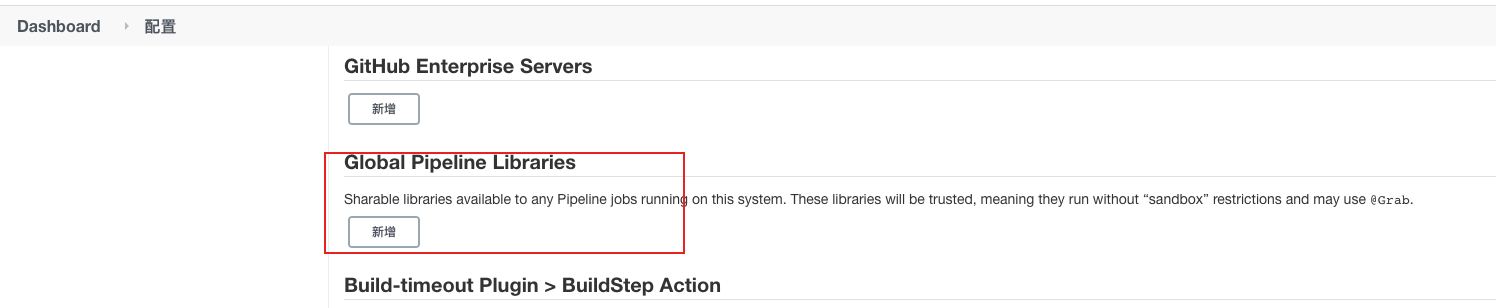 Dashboard 配置
GitHub Enterprise Servers
新增
Global Pipeline Libraries
Sharable libraries available to any Pipeline jobs running on this system. These libraries will be trusted, meaning they run without “sandbox” restrictions and may use @Grab.
新增
Build-timeout Plugin > BuildStep Action